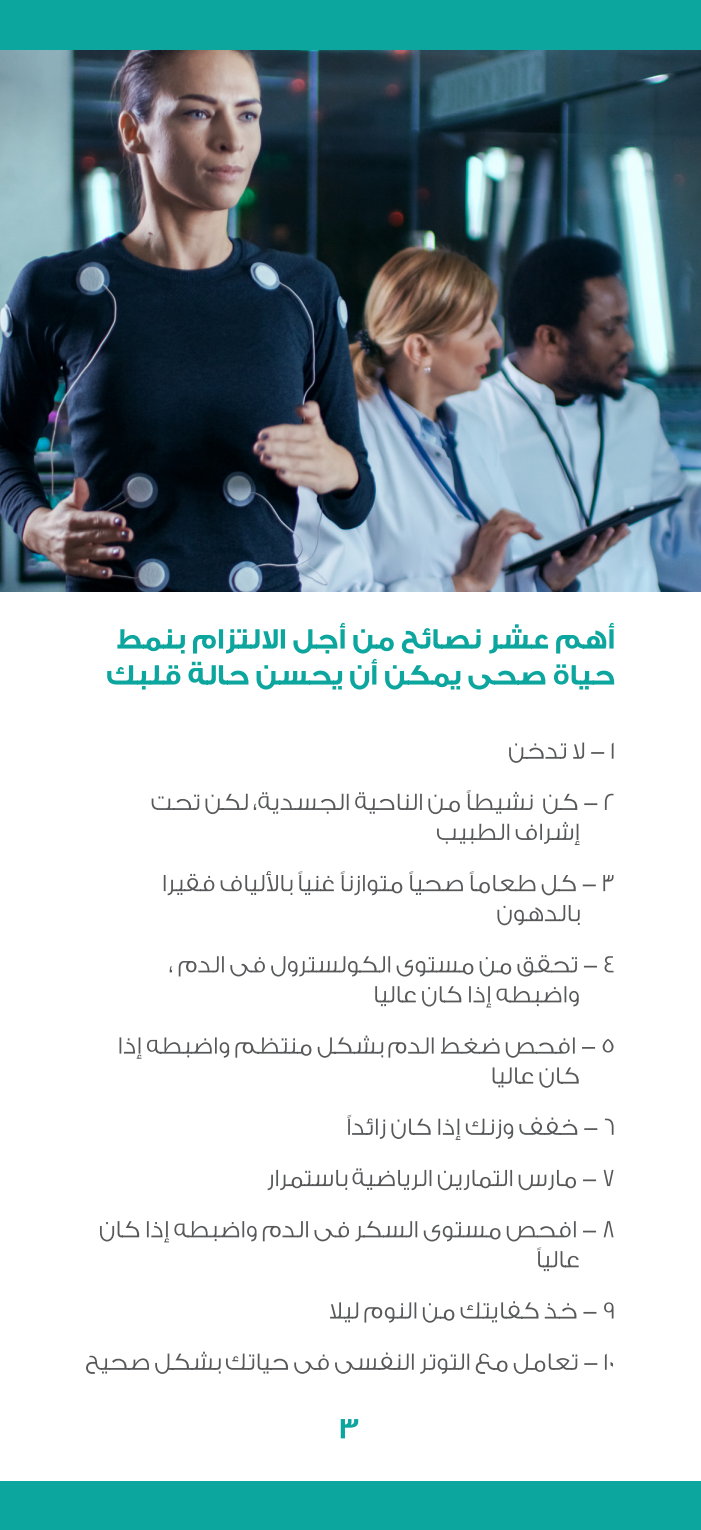 أهم عشر نصائح من أجل الالتزام بنمط
حياة صحى يمكن أن يحسن حالة قلبك
١ – لا تدخن
٢ – كن نشيطاً من الناحية الجسدية، لكن تحت
إشراف الطبيب
٣ – كل طعاماً صحياً متوازناً غنياً بالألياف فقيرا
بالدهون
٤ – تحقق من مستوى الكولسترول فى الدم ،
واضبطه إذا كان عاليا
٥ – افحص ضغط الدم بشكل منتظم واضبطه إذا
كان عاليا
٦ – خفف وزنك إذا كان زائداً
٧ – مارس التمارين الرياضية باستمرار
٨ – افحص مستوى السكر فى الدم واضبطه إذا كان
عالياً
٩ – خذ كفايتك من النوم ليلا
١٠ – تعامل مع التوتر النفسى فى حياتك بشكل صحيح
٣